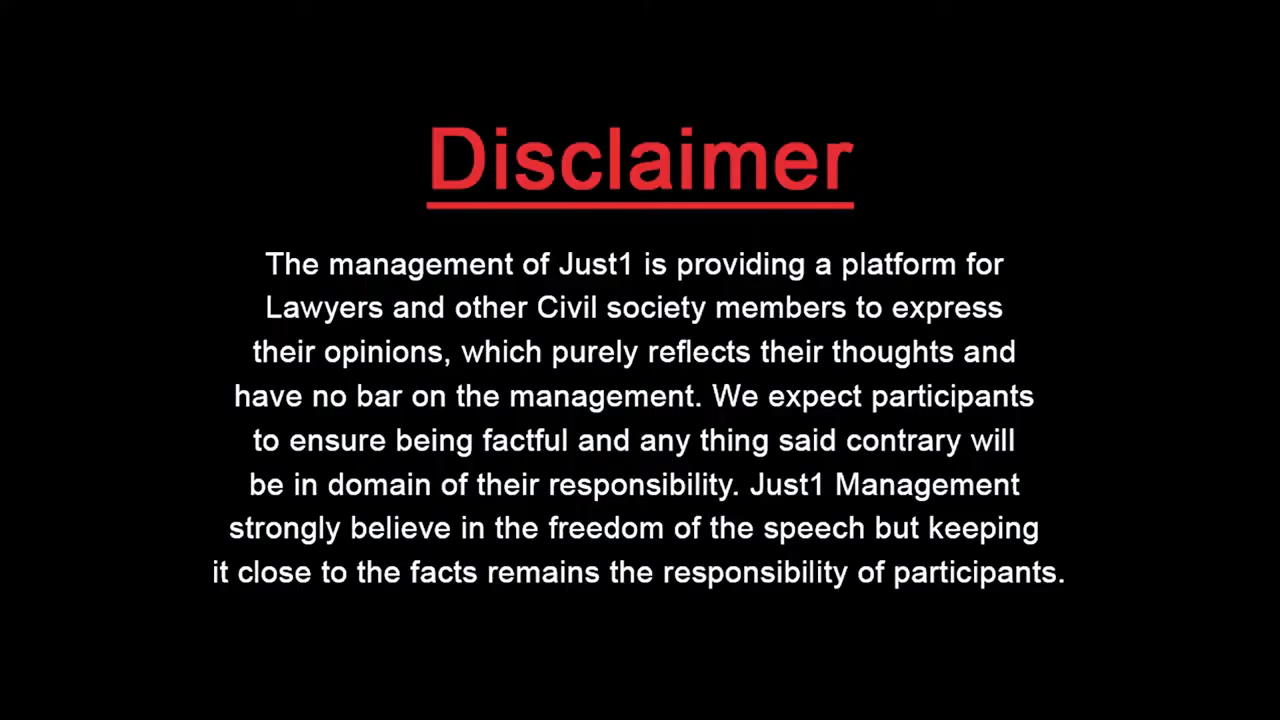 Disclaimer
The management of Just1 is providing a platform for
Lawyers and other Civil society members to express
their opinions, which purely reflects their thoughts and
have no bar on the management. We expect participants
to ensure being factful and any thing said contrary will
be in domain of their responsibility. Just1 Management
strongly believe in the freedom of the speech but keeping
it close to the facts remains the responsibility of participants.